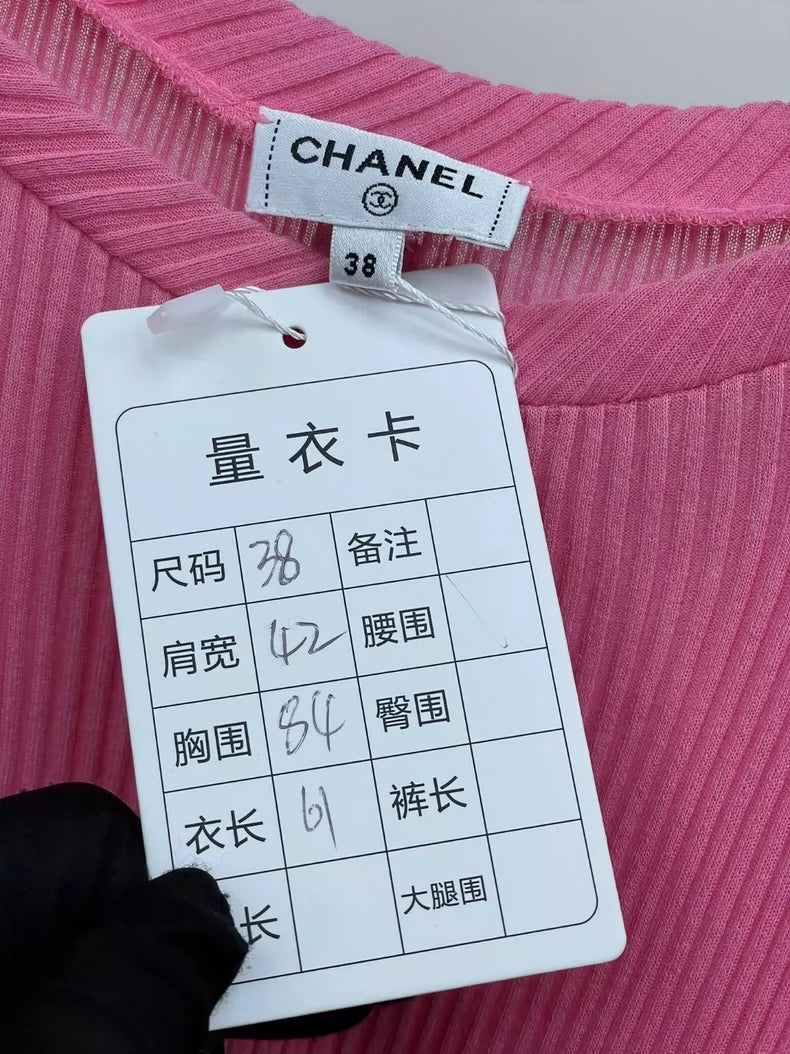 CHANEL
38
量衣卡
尺码 38 备注
肩宽 42 腰围
胸围 84 臀围
衣长 61 裤长
长 大腿围